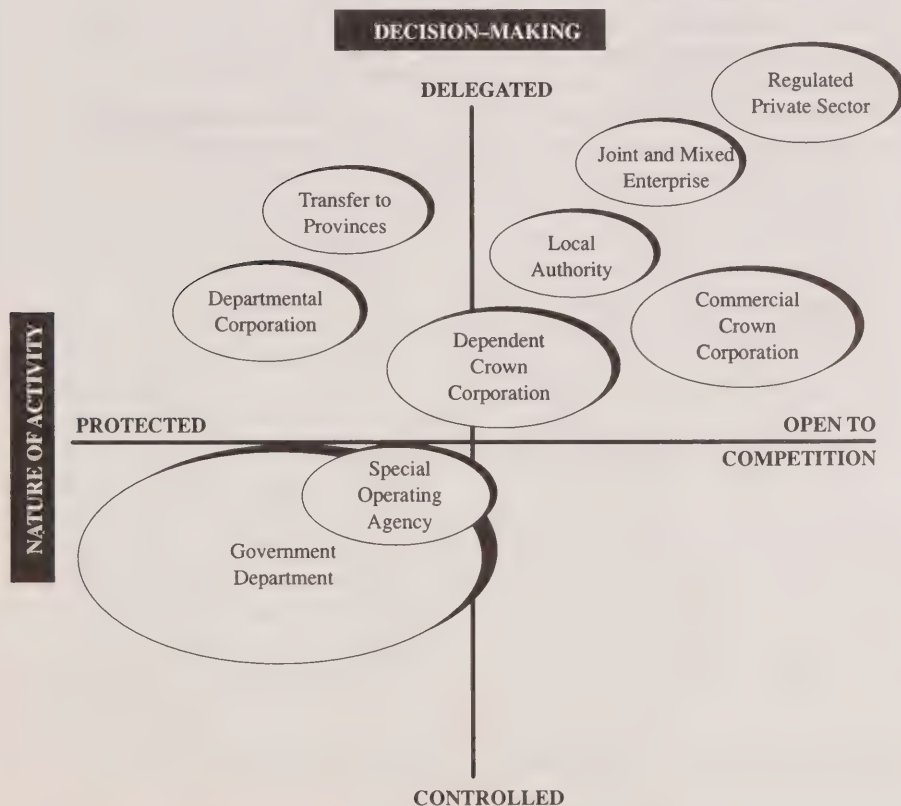 DECISION–MAKING
DELEGATED
Regulated
Private Sector
Joint and Mixed
Enterprise
Transfer to
Provinces
Local
Authority
Departmental
Corporation
Commercial
Crown
Corporation
Dependent
Crown
Corporation
NATURE OF ACTIVITY
PROTECTED
OPEN TO
COMPETITION
Special
Operating
Agency
Government
Department
CONTROLLED